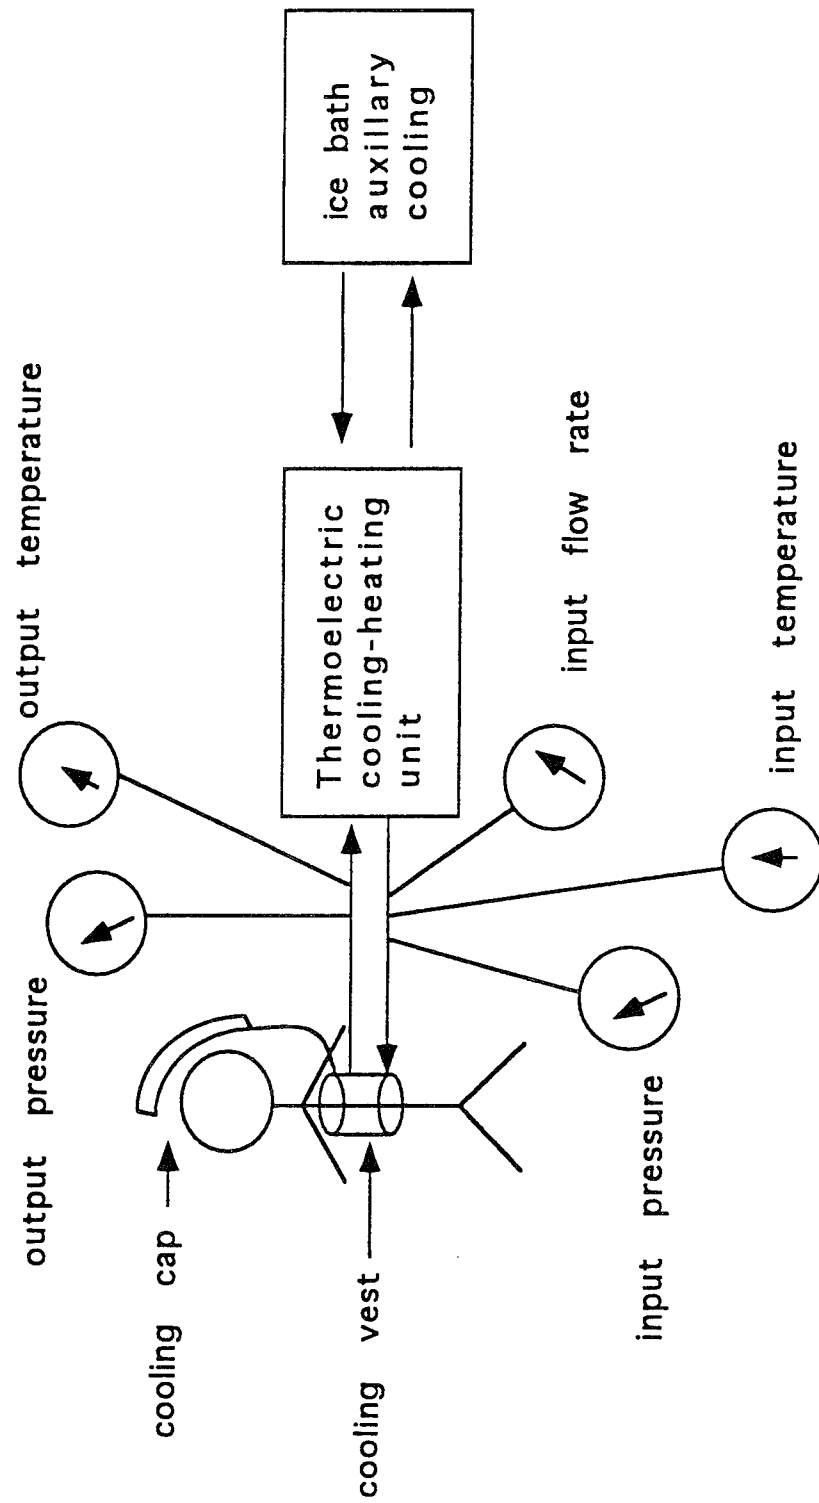 output pressure
output temperature
cooling cap
cooling vest
Thermoelectric
cooling-heating
unit
ice bath
auxillary
cooling
input flow rate
input pressure
input temperature